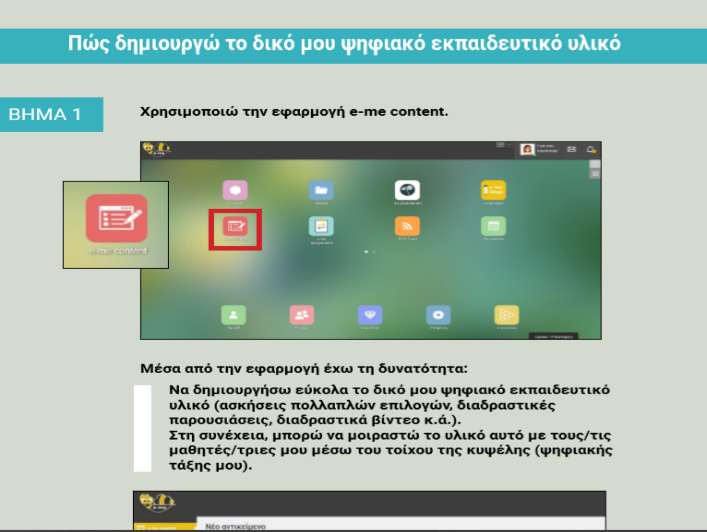 Πώς δημιουργώ το δικό μου ψηφιακό εκπαιδευτικό υλικό
ΒΗΜΑ 1
Χρησιμοποιώ την εφαρμογή e-me content.
e-me content
Μέσα από την εφαρμογή έχω τη δυνατότητα:
Να δημιουργήσω εύκολα το δικό μου ψηφιακό εκπαιδευτικό
υλικό (ασκήσεις πολλαπλών επιλογών, διαδραστικές
παρουσιάσεις, διαδραστικά βίντεο κ.ά.).
Στη συνέχεια, μπορώ να μοιραστώ το υλικό αυτό με τους/τις
μαθητές/τριες μου μέσω του τοίχου της κυψέλης (ψηφιακής
τάξης μου).
Νέο αντικείμενο